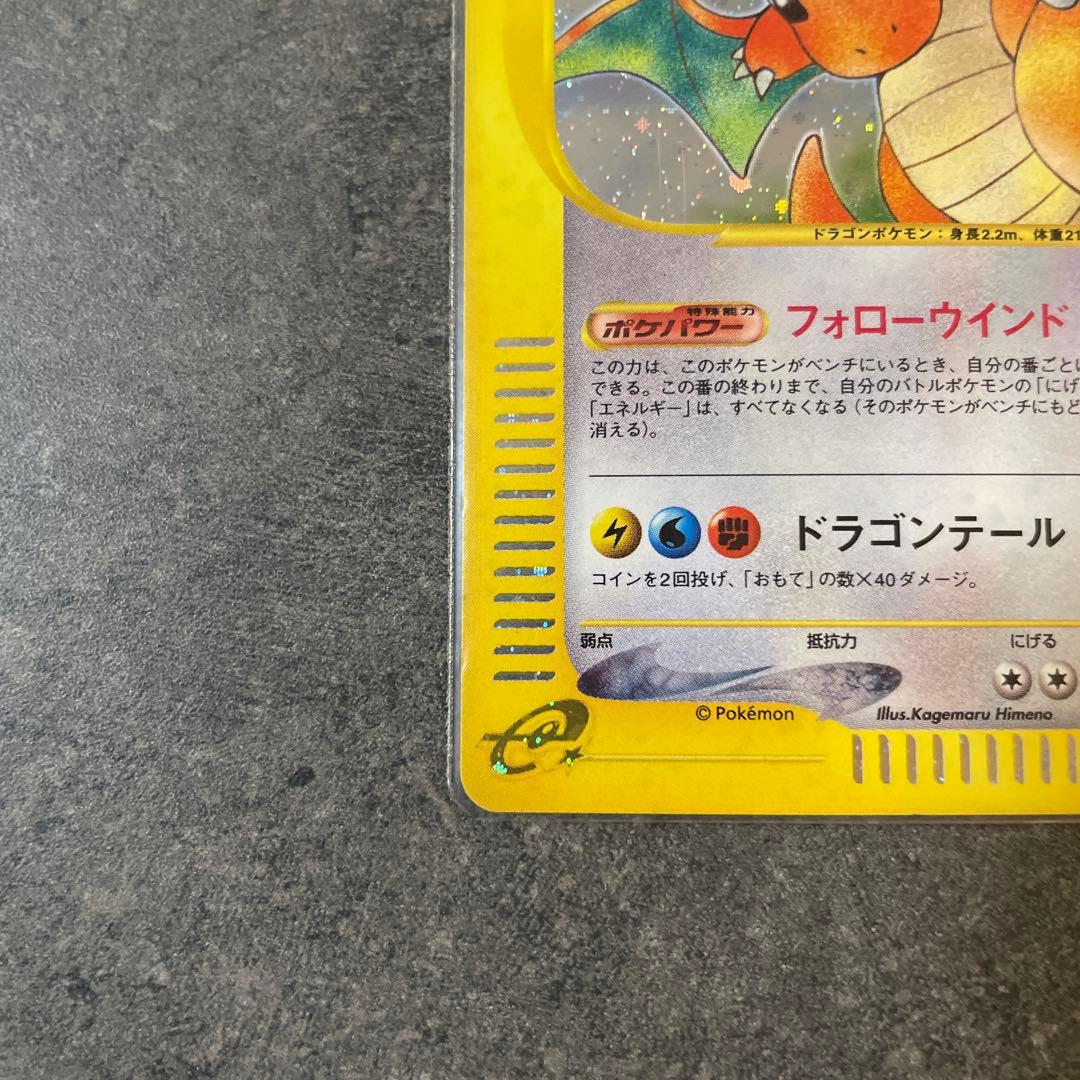 ドラゴンポケモン：身長2.2m、体重21
特殊能力
ポケパワー フォローウインド
この力は、このポケモンがベンチにいるとき、自分の番ごとに
できる。この番の終わりまで、自分のバトルポケモンの「にげ
「エネルギー」は、すべてなくなる（そのポケモンがベンチにもど
消える）。
ドラゴンテール
コインを2回投げ、「おもて」の数×40ダメージ。
弱点 抵抗力 にげる
© Pokémon Illus.Kagemaru Himeno
e